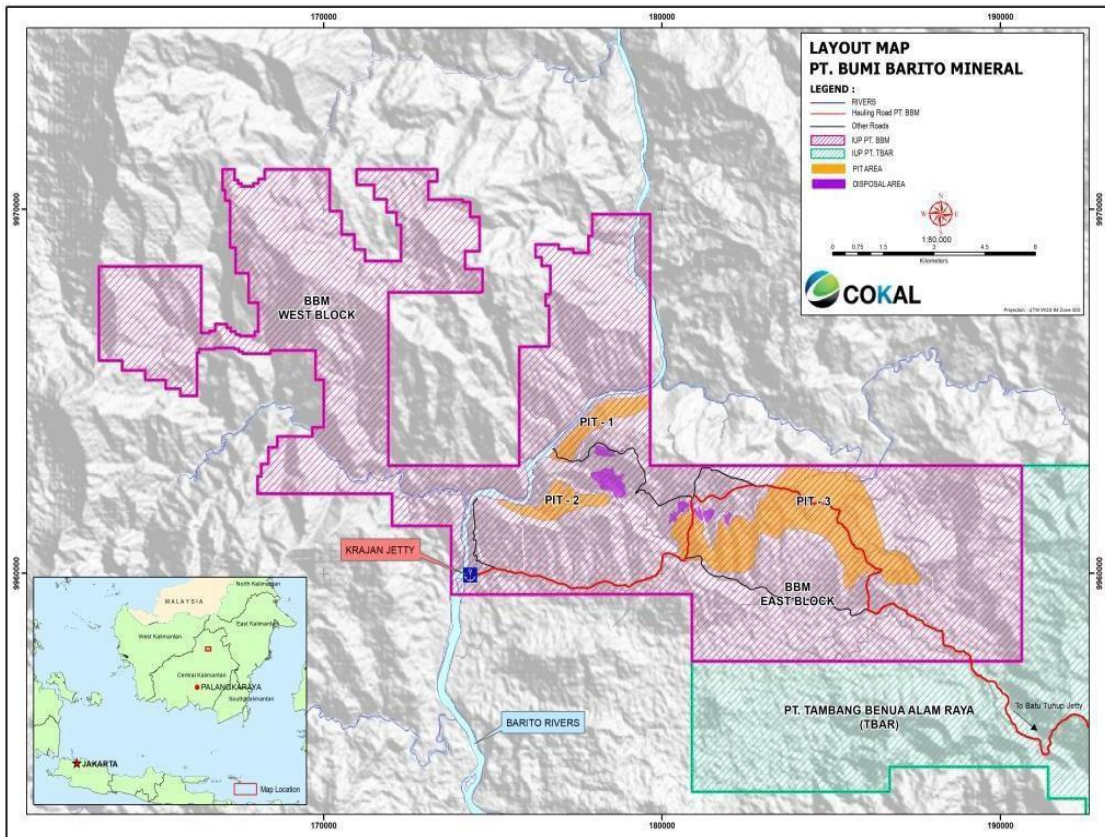 170000
180000
190000
LAYOUT MAP
PT. BUMI BARITO MINERAL
LEGEND :
RIVERS
Hauling Road PT. BBM
Other Roads
IUP PT. BBM
IUP PT. TBAR
PIT AREA
DISPOSAL AREA
N
W
E
S
1:80,000
0 0.75 1.5 3 4.5 6
Kilometers
COKAL
9970000
9970000
BBM
WEST BLOCK
PIT - 1
PIT - 2
PIT - 3
KRAJAN JETTY
9960000
9960000
BBM
EAST BLOCK
North Kalimantan
MALAYSIA
East Kalimantan
West Kalimantan
Central Kalimantan
PALANGKARAYA
South Kalimantan
JAKARTA
Map Location
BARITO RIVERS
PT. TAMBANG BENUA ALAM RAYA
(TBAR)
To Batu Tuhup Jetty
170000
180000
190000